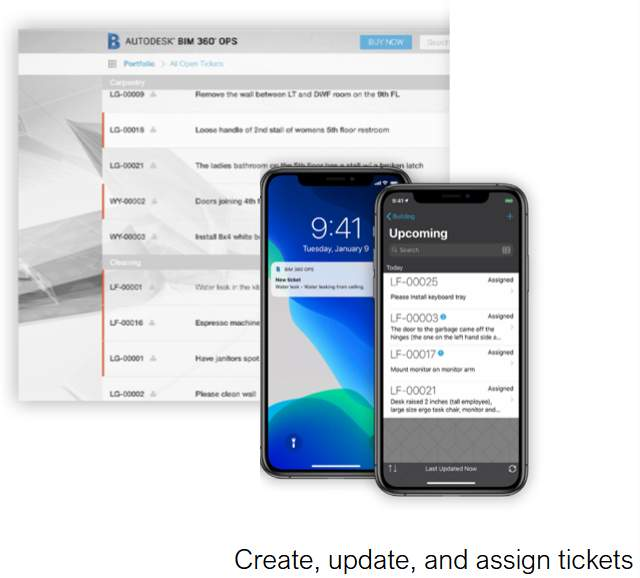 AUTODESK® BIM 360® OPS
BUY NOW
Search
Portfolio > All Open Tickets
Carpentry
LG-00009 Remove the wall between LT and DWF room on the 9th FL
LG-00018 Loose handle of 2nd stall of womens 5th floor restroom
LG-00021 The ladies bathroom on the 5th floor has a stall w/ a broken latch
WY-00002 Doors joining 4th
WY-00003 Install 8x4 white
Cleaning
LF-00001 Water leak in the
LF-00016 Espresso machine
LG-00001 Have janitors spot
LG-00002 Please clean wall
9:41
Tuesday, January 9
BIM 360 OPS
New ticket
Water leak - Water leaking from ceiling
9:41
Building
Upcoming
Search
Today
LF-00025 Assigned
Please install keyboard tray
LF-00003 Assigned
The door to the garbage came off the
hinges (the one on the left hand side a...
LF-00017 Assigned
Mount monitor on monitor arm
LF-00021 Assigned
Desk raised 2 inches (tall employee),
large size ergo task chair, monitor and...
Last Updated Now
Create, update, and assign tickets